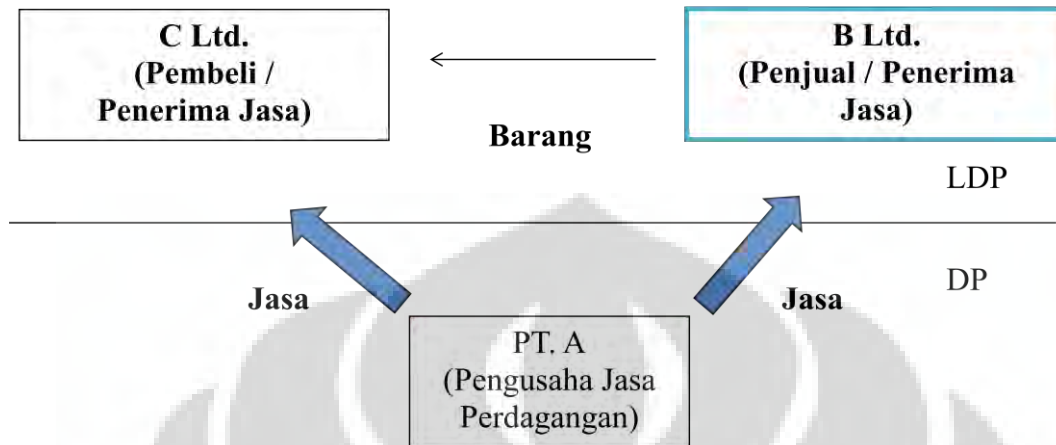 C Ltd.
(Pembeli /
Penerima Jasa)
B Ltd.
(Penjual / Penerima
Jasa)
Barang
LDP
DP
Jasa
Jasa
PT. A
(Pengusaha Jasa
Perdagangan)